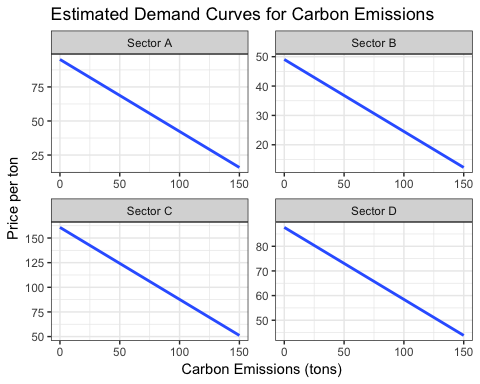 Estimated Demand Curves for Carbon Emissions
Sector A
Sector B
75
50
25
50
40
30
20
0 50 100 150
0 50 100 150
Sector C
Sector D
150
125
100
75
50
80
70
60
50
0 50 100 150
0 50 100 150
Price per ton
Carbon Emissions (tons)